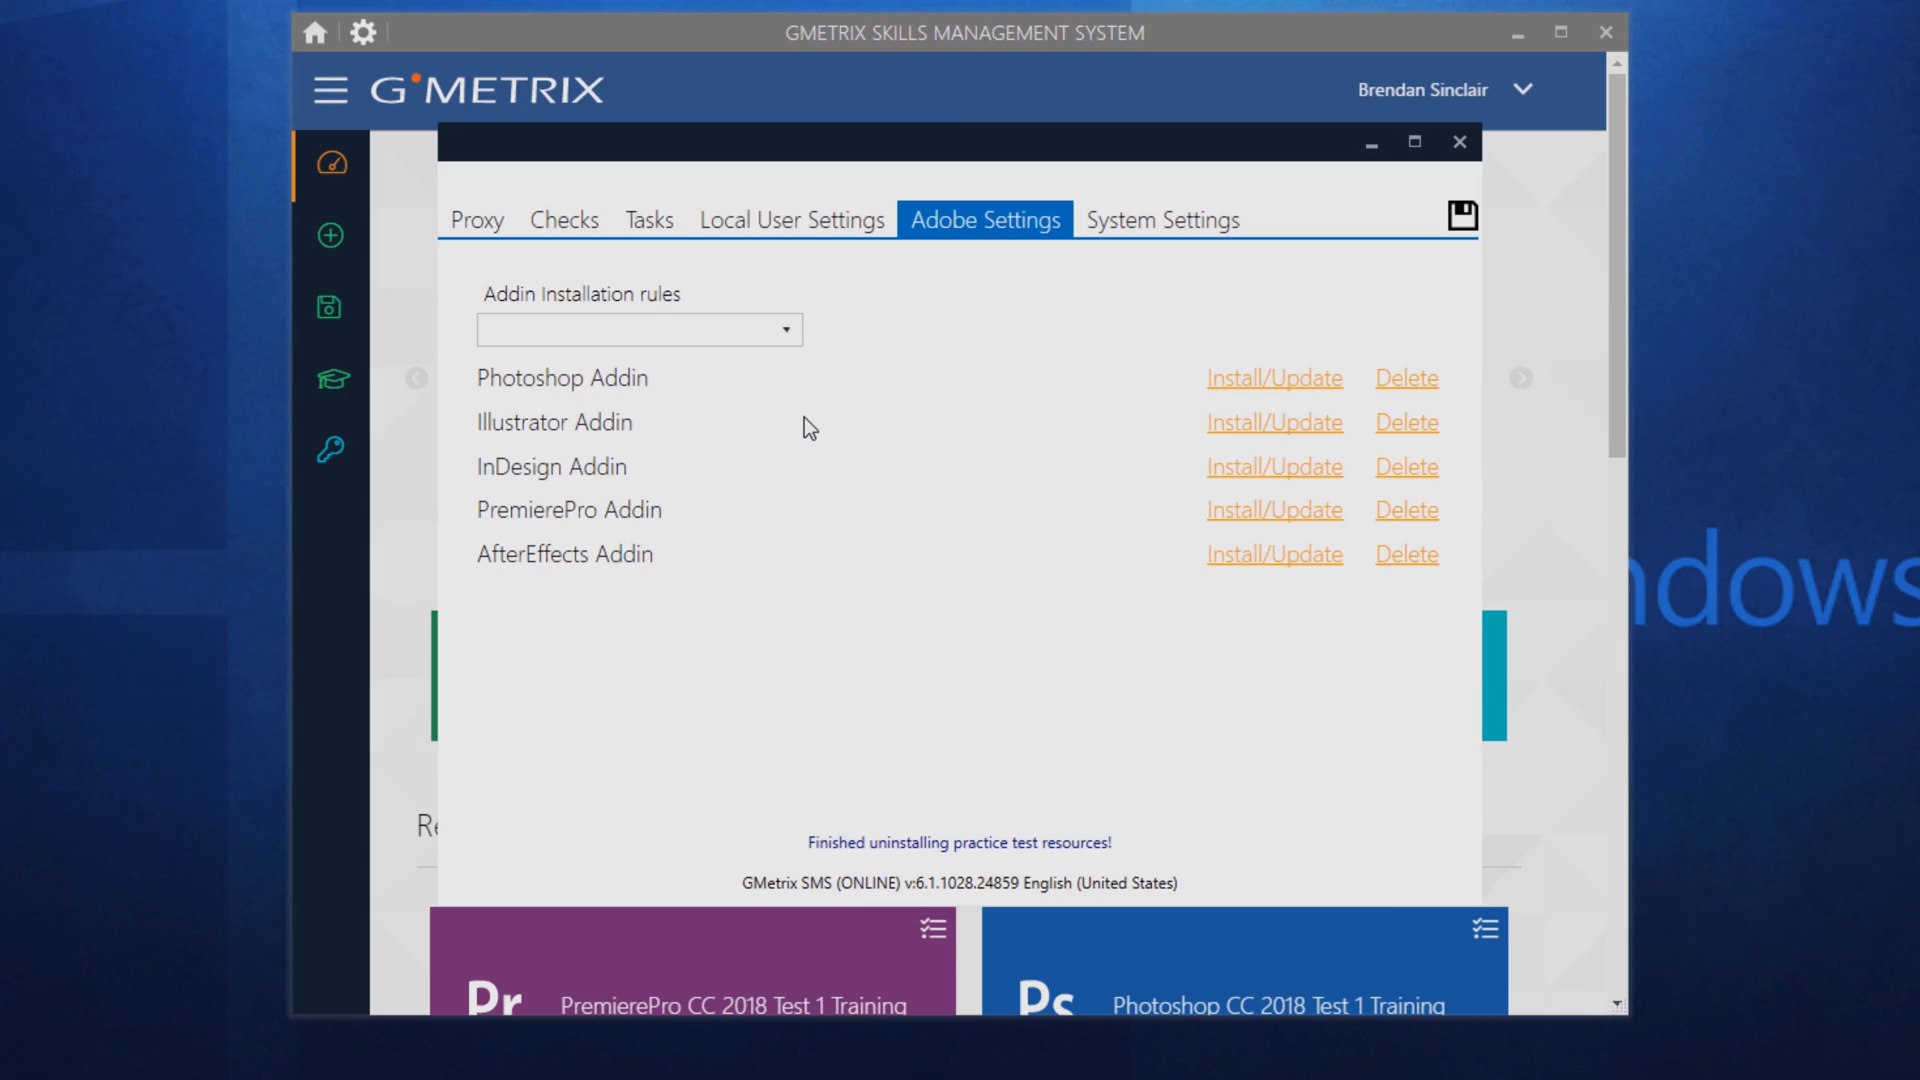 GMETRIX SKILLS MANAGEMENT SYSTEM
GMETRIX
Brendan Sinclair
Proxy Checks Tasks Local User Settings Adobe Settings System Settings
Addin Installation rules
Photoshop Addin Install/Update Delete
Illustrator Addin Install/Update Delete
InDesign Addin Install/Update Delete
PremierePro Addin Install/Update Delete
AfterEffects Addin Install/Update Delete
ndows
Re
Finished uninstalling practice test resources!
GMetrix SMS (ONLINE) v:6.1.1028.24859 English (United States)
Pr PremierePro CC 2018 Test 1 Training
Ps Photoshop CC 2018 Test 1 Training